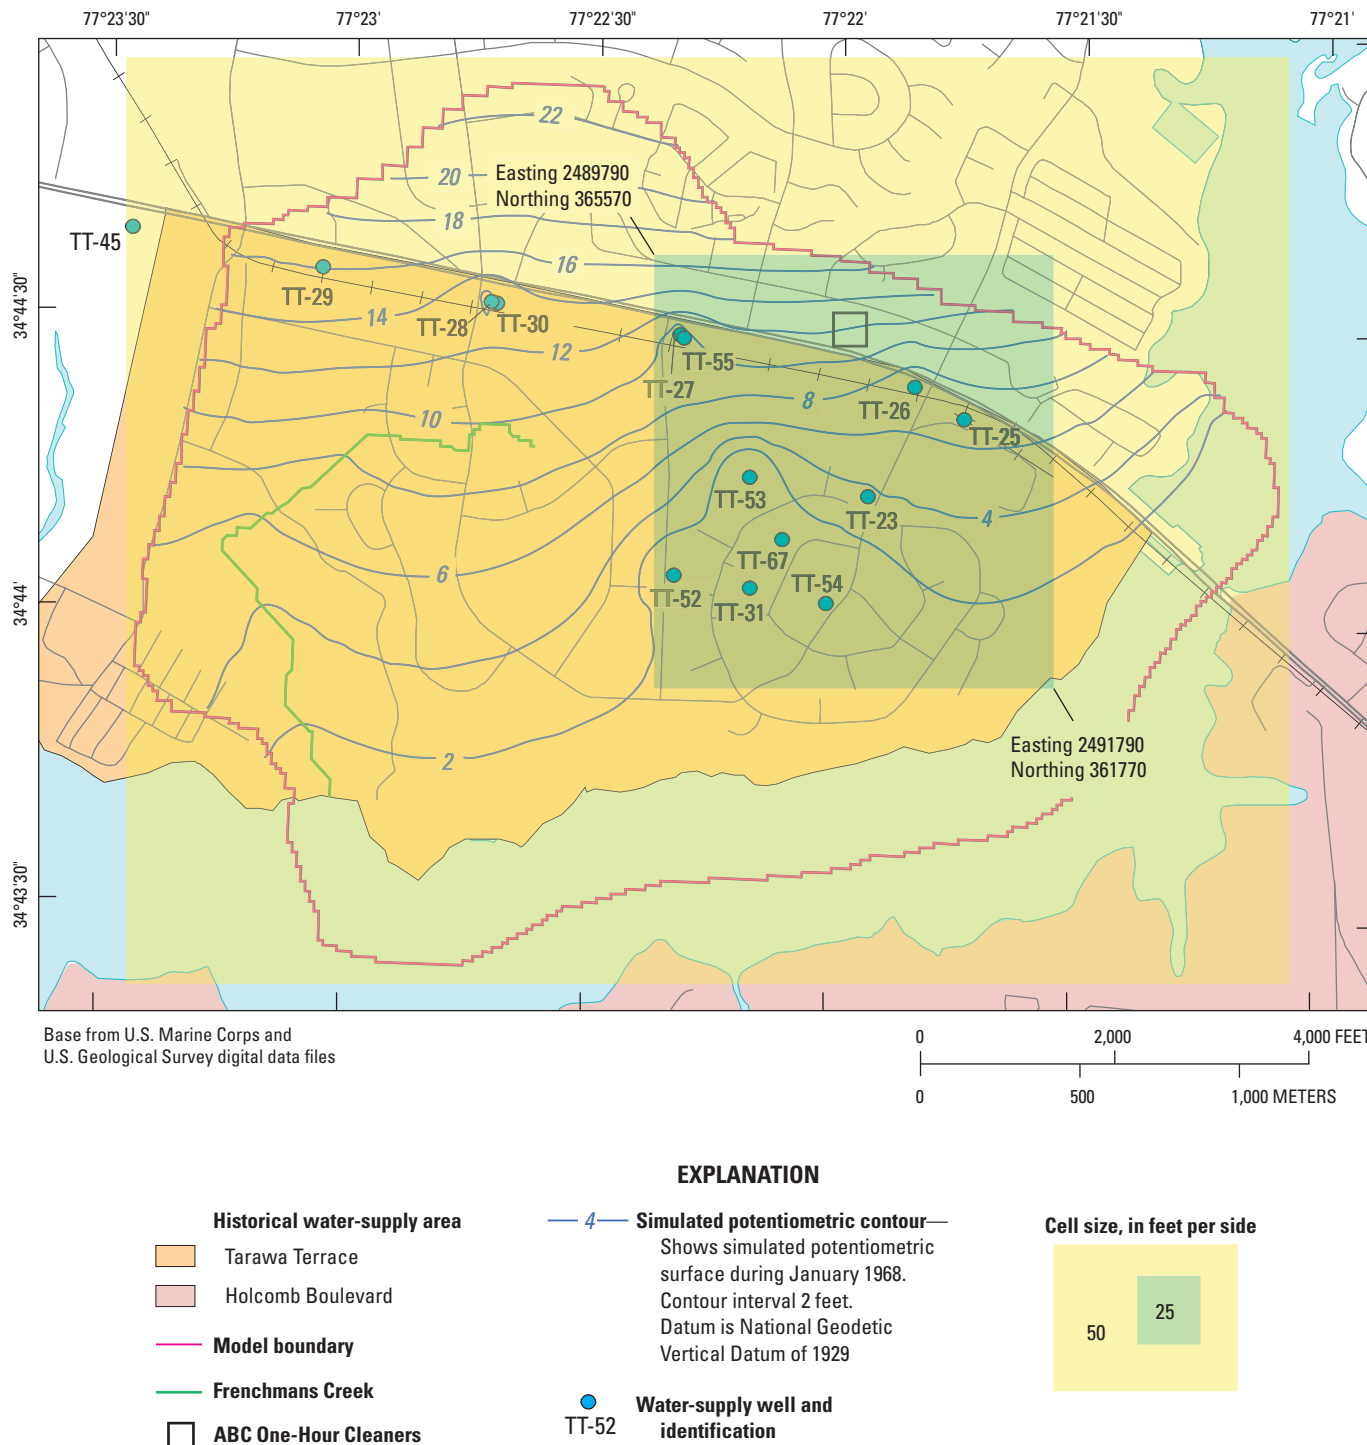 77°23'30" 77°23' 77°22'30" 77°22' 77°21'30" 77°21'
22
20
Easting 2489790
Northing 365570
18
TT-45
16
TT-29
34°44'30"
14
TT-28
TT-30
12
TT-55
TT-27
8
TT-26
10
TT-25
TT-53
TT-23
4
TT-67
6
TT-52
TT-54
TT-31
34°44'
2
Easting 2491790
Northing 361770
34°43'30"
Base from U.S. Marine Corps and
U.S. Geological Survey digital data files
0 2,000 4,000 FEET
0 500 1,000 METERS
EXPLANATION
Historical water-supply area
Tarawa Terrace
Holcomb Boulevard
Model boundary
Frenchmans Creek
ABC One-Hour Cleaners
4 Simulated potentiometric contour—
Shows simulated potentiometric
surface during January 1968.
Contour interval 2 feet.
Datum is National Geodetic
Vertical Datum of 1929
TT-52
Water-supply well and
identification
Cell size, in feet per side
25
50